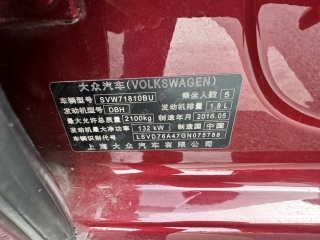 大众汽车(VOLKSWAGEN)
车辆型号 SVW71810BU 乘坐人数 5
发动机型号 DBH 发动机排量 1.8 L
最大允许总质量 2100kg 制造年月 2016.05
发动机最大净功率 132 kW 制造国 中国
车辆识别代号 LSVD76A47GN075788
上海大众汽车有限公司